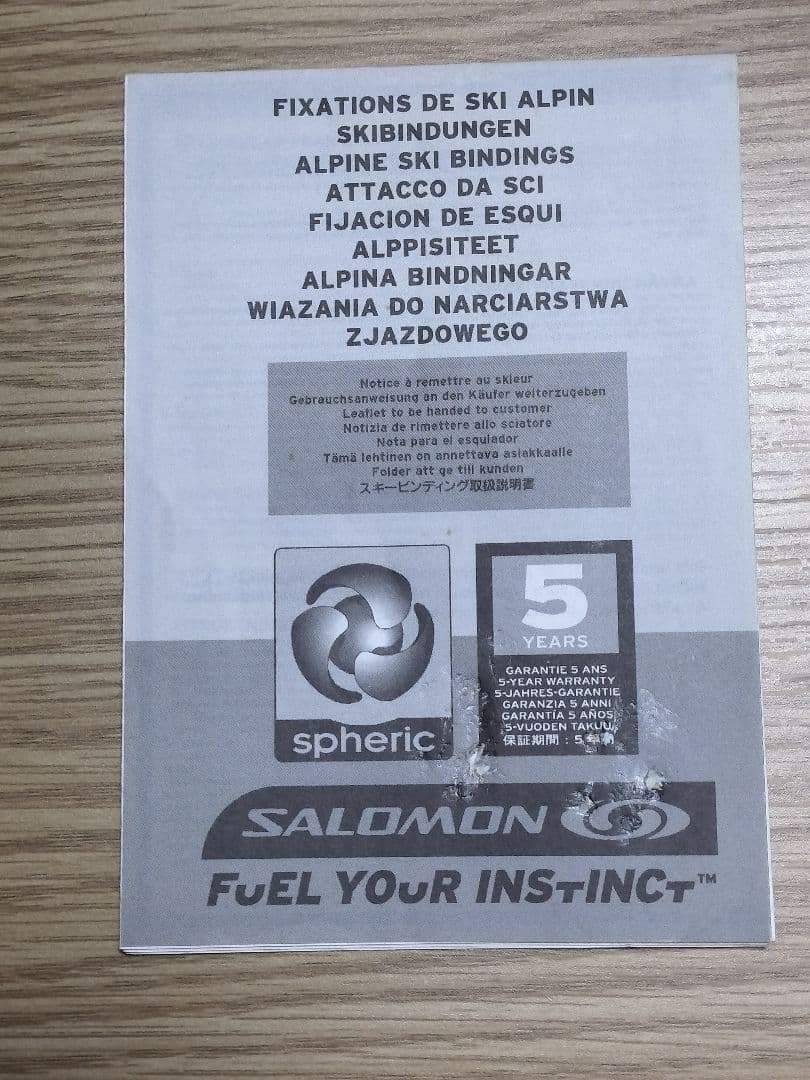 FIXATIONS DE SKI ALPIN
SKIBINDUNGEN
ALPINE SKI BINDINGS
ATTACCO DA SCI
FIJACION DE ESQUI
ALPPISITEET
ALPINA BINDNINGAR
WIAZANIA DO NARCIARSTWA
ZJAZDOWEGO
Notice à remettre au skieur
Gebrauchsanweisung an den Käufer weiterzugeben
Leaflet to be handed to customer
Notizia de rimettere allo sciatore
Nota para el esquiador
Tämä lehtinen on annettava asiakkaalle
Folder att ge till kunden
スキービンディング取扱説明書
spheric
5
YEARS
GARANTIE 5 ANS
5-YEAR WARRANTY
5-JAHRES-GARANTIE
GARANZIA 5 ANNI
GARANTÍA 5 AÑOS
5-VUODEN TAKUU
保証期間：5年間
SALOMON
FUEL YOUR INSTINCT™